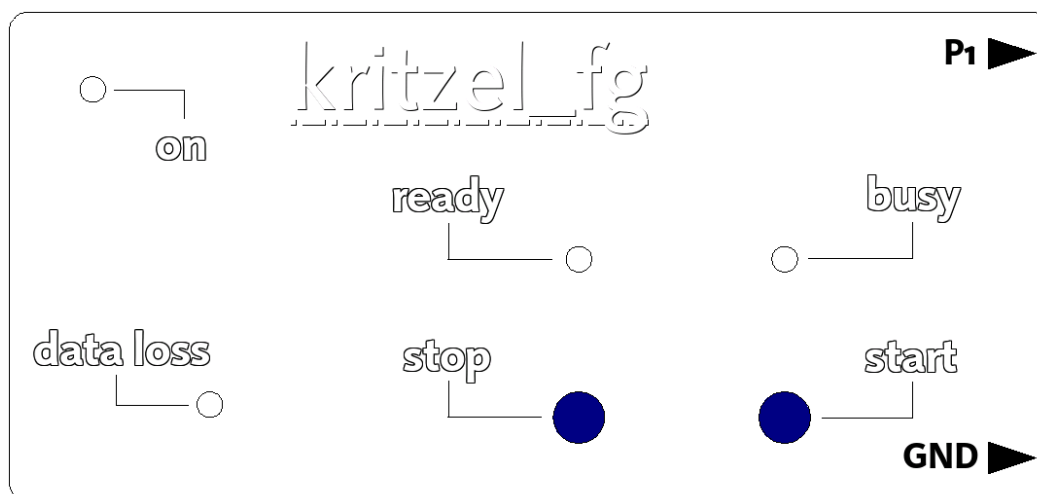 kritzel_fg
P1
on
ready
busy
data loss
stop
start
GND